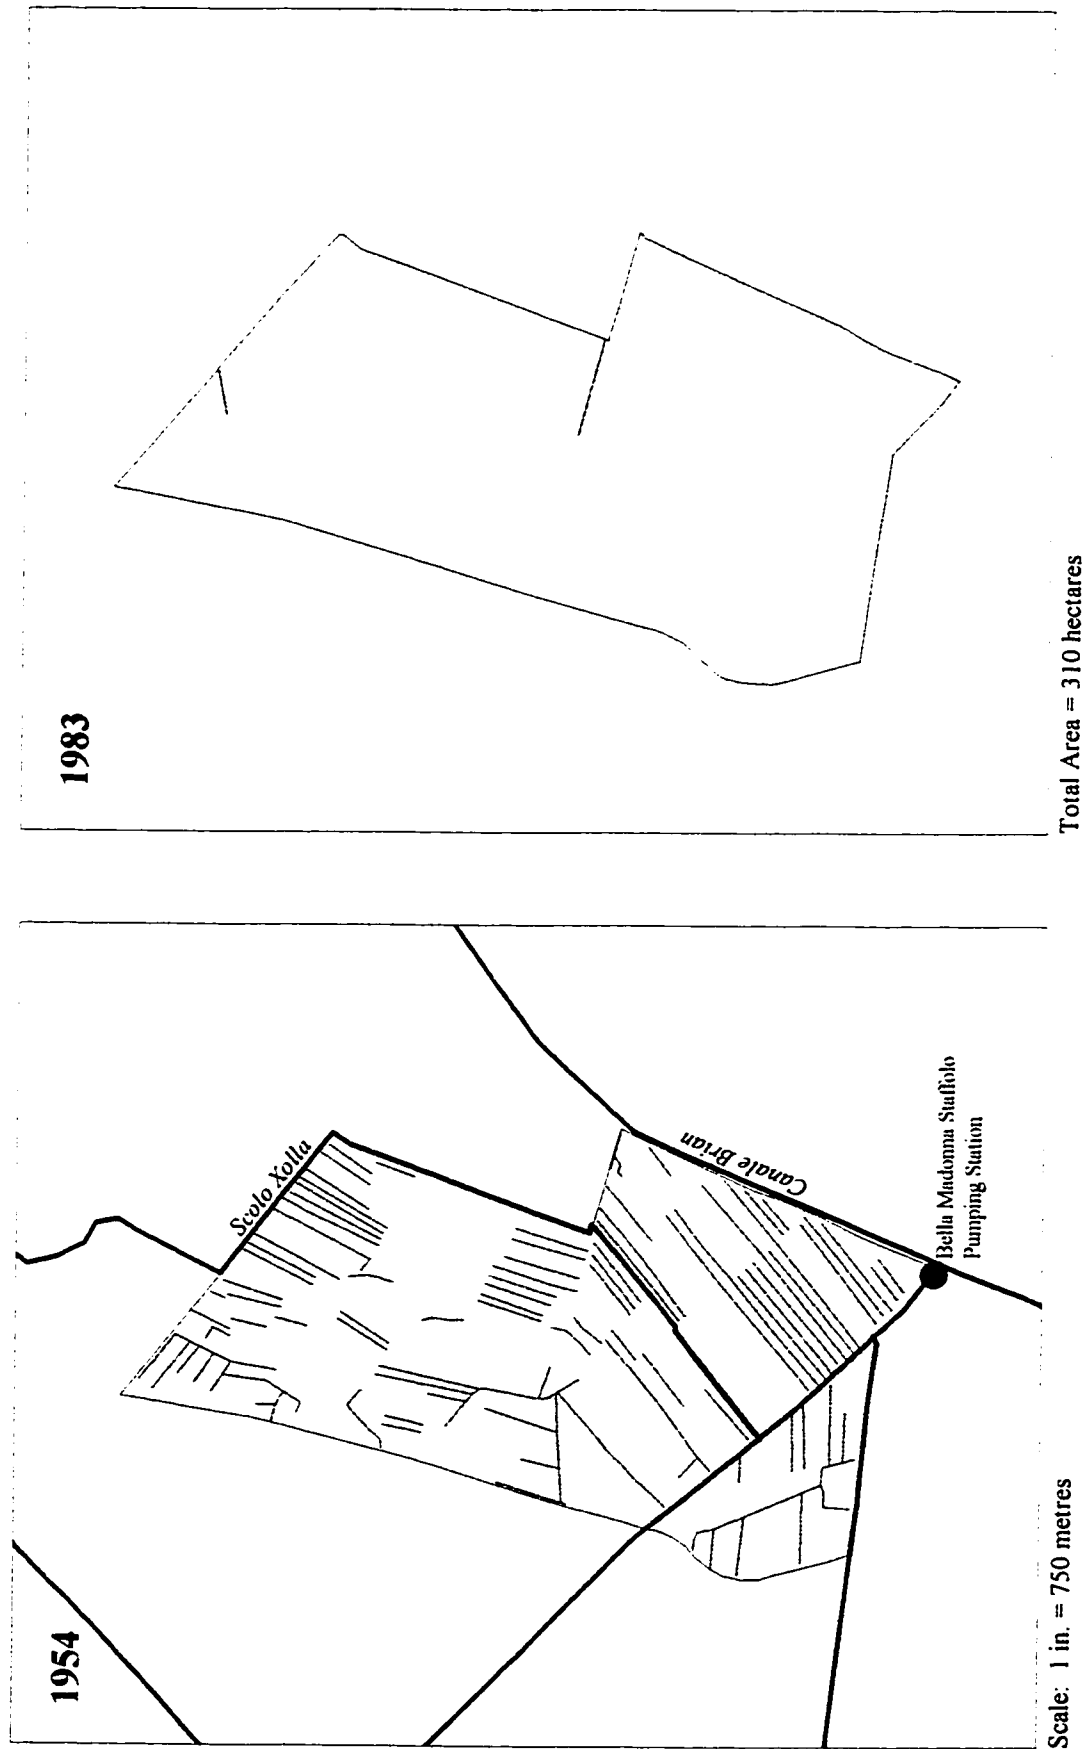 1954
Scolo Xolla
Canale Brian
Bella Madonna Staffolo
Pumping Station
Scale: 1 in. = 750 metres
1983
Total Area = 310 hectares